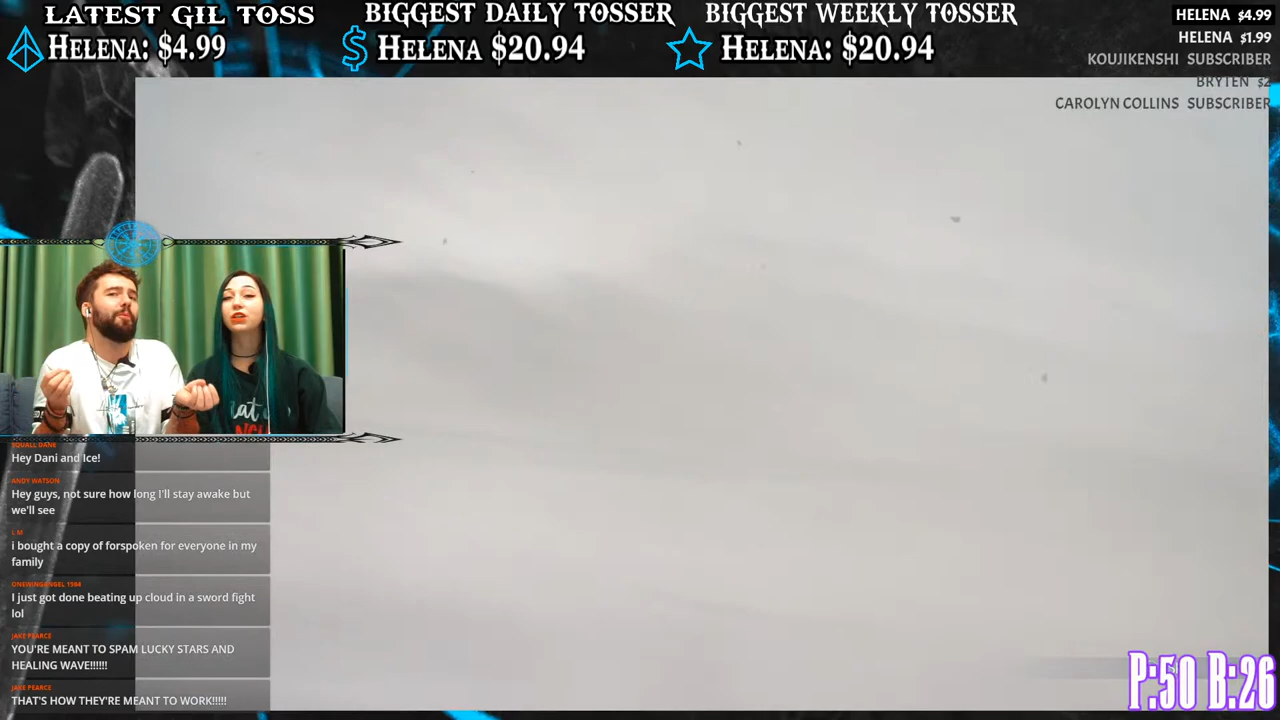 LATEST GIL TOSS
HELENA: $4.99
BIGGEST DAILY TOSSER
HELENA $20.94
BIGGEST WEEKLY TOSSER
HELENA: $20.94
HELENA $4.99
HELENA $1.99
KOUJIKENSHI SUBSCRIBER
BRYTEN $2
CAROLYN COLLINS SUBSCRIBER
SQUALL DANE
Hey Dani and Ice!
ANDY WATSON
Hey guys, not sure how long I'll stay awake but
we'll see
L M
i bought a copy of forspoken for everyone in my
family
ONEWINGANGEL 1984
I just got done beating up cloud in a sword fight
lol
JAKE PEARCE
YOU'RE MEANT TO SPAM LUCKY STARS AND
HEALING WAVE!!!!!!
JAKE PEARCE
THAT'S HOW THEY'RE MEANT TO WORK!!!!!
P:50 B:26